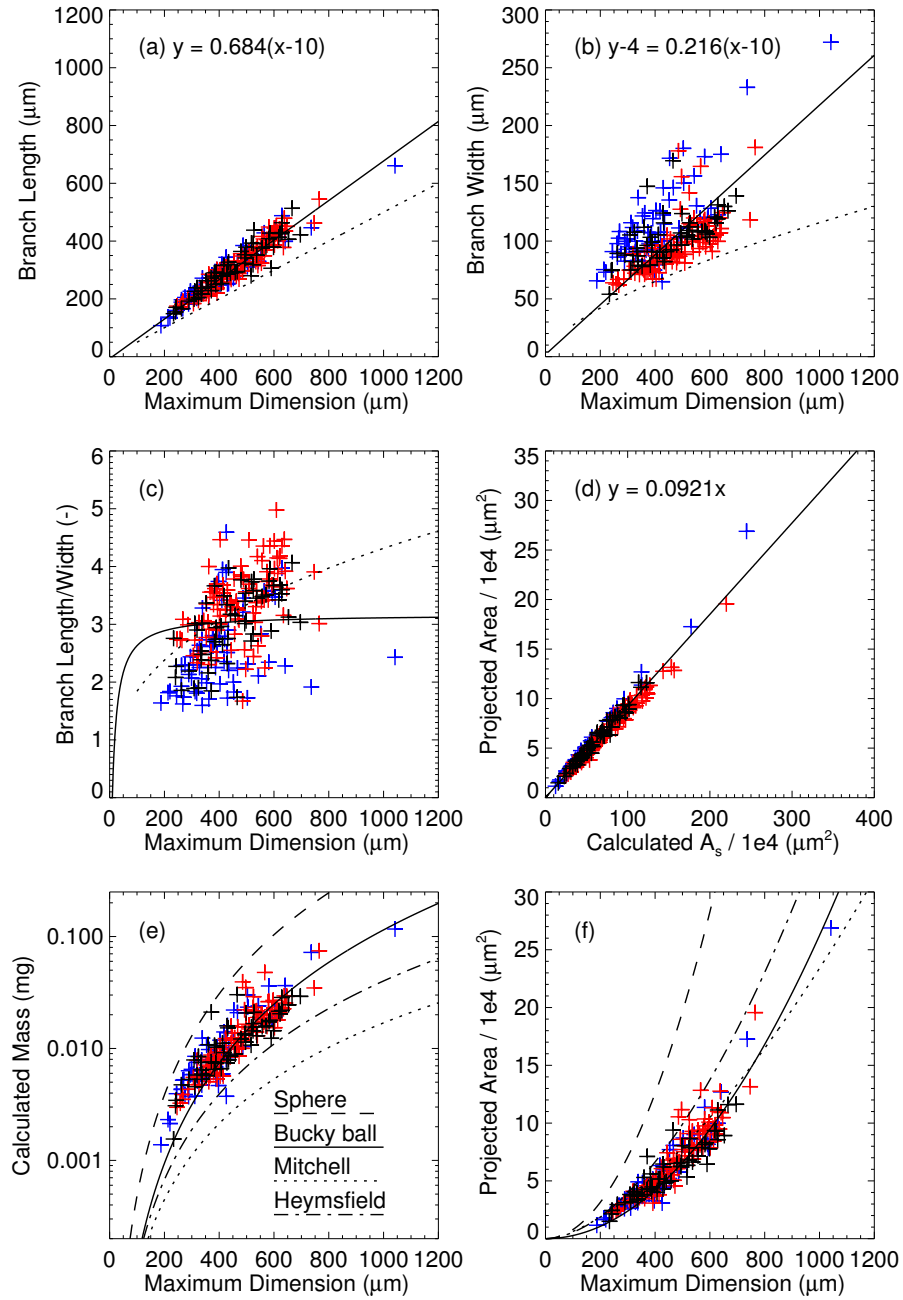 (a) y = 0.684(x-10)
Branch Length (μm)
1200
1000
800
600
400
200
0
0 200 400 600 800 1000 1200
Maximum Dimension (μm)
(b) y-4 = 0.216(x-10)
Branch Width (μm)
300
250
200
150
100
50
0
0 200 400 600 800 1000 1200
Maximum Dimension (μm)
(c)
Branch Length/Width (-)
6
5
4
3
2
1
0
0 200 400 600 800 1000 1200
Maximum Dimension (μm)
(d) y = 0.0921x
Projected Area / 1e4 (μm²)
35
30
25
20
15
10
5
0
0 100 200 300 400
Calculated Aₛ / 1e4 (μm²)
(e)
Calculated Mass (mg)
0.100
0.010
0.001
Sphere
Bucky ball
Mitchell
Heymsfield
0 200 400 600 800 1000 1200
Maximum Dimension (μm)
(f)
Projected Area / 1e4 (μm²)
30
25
20
15
10
5
0
0 200 400 600 800 1000 1200
Maximum Dimension (μm)